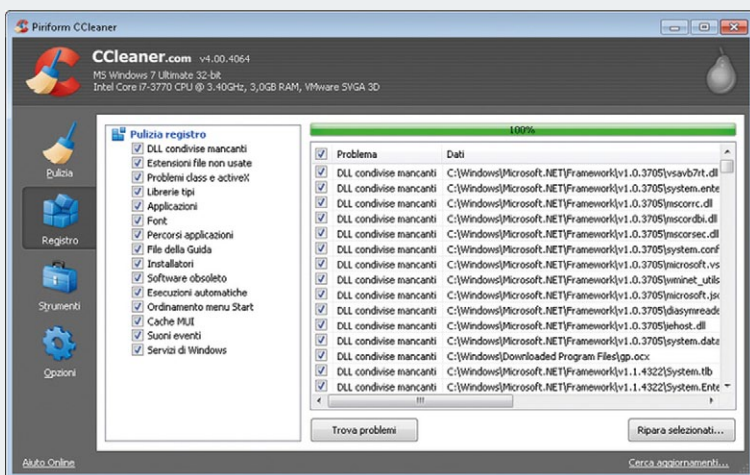 Piriform CCleaner
CCleaner.com v4.00.4064
MS Windows 7 Ultimate 32-bit
Intel Core i7-3770 CPU @ 3.40GHz, 3,0GB RAM, VMware SVGA 3D
Pulizia
Registro
Strumenti
Opzioni
Pulizia registro
DLL condivise mancanti
Estensioni file non usate
Problemi class e activeX
Librerie tipi
Applicazioni
Font
Percorsi applicazioni
File della Guida
Installatori
Software obsoleto
Esecuzioni automatiche
Ordinamento menu Start
Cache MUI
Suoni eventi
Servizi di Windows
100%
Problema Dati
DLL condivise mancanti C:\Windows\Microsoft.NET\Framework\v1.0.3705\vsavb7rt.dll
DLL condivise mancanti C:\Windows\Microsoft.NET\Framework\v1.0.3705\system.ente
DLL condivise mancanti C:\Windows\Microsoft.NET\Framework\v1.0.3705\mscorrc.dll
DLL condivise mancanti C:\Windows\Microsoft.NET\Framework\v1.0.3705\mscordbi.dll
DLL condivise mancanti C:\Windows\Microsoft.NET\Framework\v1.0.3705\mscorsec.dll
DLL condivise mancanti C:\Windows\Microsoft.NET\Framework\v1.0.3705\system.conf
DLL condivise mancanti C:\Windows\Microsoft.NET\Framework\v1.0.3705\microsoft.vs
DLL condivise mancanti C:\Windows\Microsoft.NET\Framework\v1.0.3705\wminet_utils
DLL condivise mancanti C:\Windows\Microsoft.NET\Framework\v1.0.3705\microsoft.jsc
DLL condivise mancanti C:\Windows\Microsoft.NET\Framework\v1.0.3705\diasymreade
DLL condivise mancanti C:\Windows\Microsoft.NET\Framework\v1.0.3705\iehost.dll
DLL condivise mancanti C:\Windows\Microsoft.NET\Framework\v1.0.3705\system.data
DLL condivise mancanti C:\Windows\Downloaded Program Files\gp.ocx
DLL condivise mancanti C:\Windows\Microsoft.NET\Framework\v1.1.4322\System.tlb
DLL condivise mancanti C:\Windows\Microsoft.NET\Framework\v1.1.4322\System.Ente
Trova problemi
Ripara selezionati...
Aiuto Online
Cerca aggiornamenti...